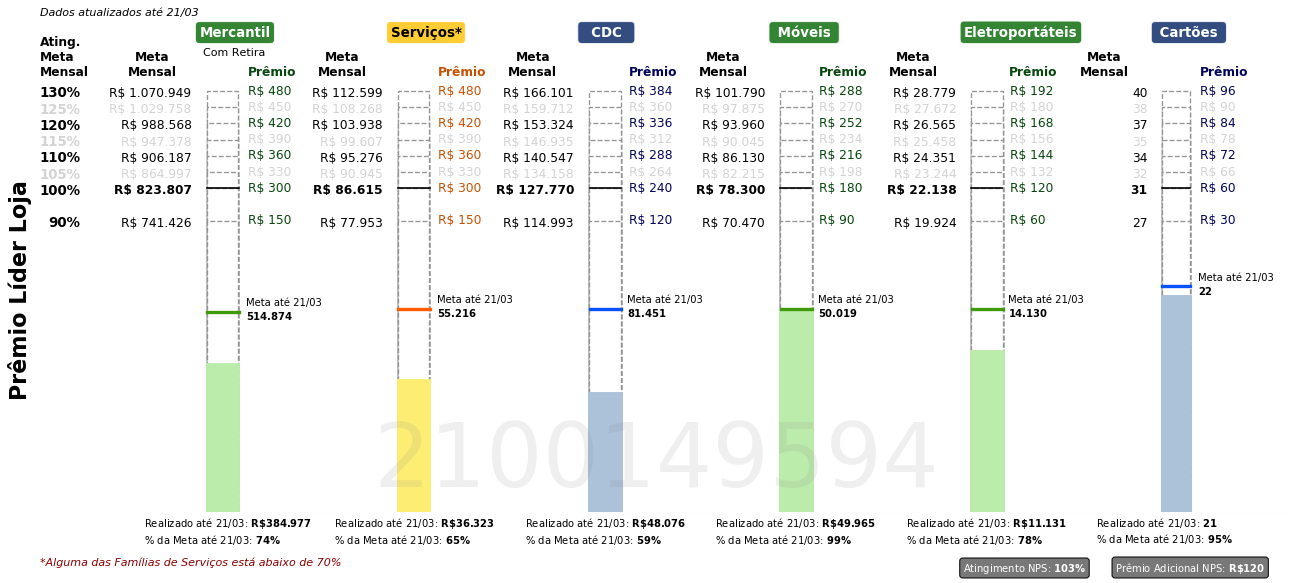 Dados atualizados até 21/03
Mercantil Serviços* CDC Móveis Eletroportáteis Cartões
Com Retira
Ating. Meta Mensal Meta Mensal Prêmio Meta Mensal Prêmio Meta Mensal Prêmio Meta Mensal Prêmio Meta Mensal Prêmio Meta Mensal Prêmio
130% R$ 1.070.949 R$ 480 R$ 112.599 R$ 480 R$ 166.101 R$ 384 R$ 101.790 R$ 288 R$ 28.779 R$ 192 40 R$ 96
125% R$ 1.029.758 R$ 450 R$ 108.268 R$ 450 R$ 159.712 R$ 360 R$ 97.875 R$ 270 R$ 27.672 R$ 180 38 R$ 90
120% R$ 988.568 R$ 420 R$ 103.938 R$ 420 R$ 153.324 R$ 336 R$ 93.960 R$ 252 R$ 26.565 R$ 168 37 R$ 84
115% R$ 947.378 R$ 390 R$ 99.607 R$ 390 R$ 146.935 R$ 312 R$ 90.045 R$ 234 R$ 25.458 R$ 156 35 R$ 78
110% R$ 906.187 R$ 360 R$ 95.276 R$ 360 R$ 140.547 R$ 288 R$ 86.130 R$ 216 R$ 24.351 R$ 144 34 R$ 72
105% R$ 864.997 R$ 330 R$ 90.945 R$ 330 R$ 134.158 R$ 264 R$ 82.215 R$ 198 R$ 23.244 R$ 132 32 R$ 66
100% R$ 823.807 R$ 300 R$ 86.615 R$ 300 R$ 127.770 R$ 240 R$ 78.300 R$ 180 R$ 22.138 R$ 120 31 R$ 60
90% R$ 741.426 R$ 150 R$ 77.953 R$ 150 R$ 114.993 R$ 120 R$ 70.470 R$ 90 R$ 19.924 R$ 60 27 R$ 30
Prêmio Líder Loja
Meta até 21/03 Meta até 21/03 Meta até 21/03 Meta até 21/03 Meta até 21/03 Meta até 21/03
514.874 55.216 81.451 50.019 14.130 22
2100149594
Realizado até 21/03: R$384.977 Realizado até 21/03: R$36.323 Realizado até 21/03: R$48.076 Realizado até 21/03: R$49.965 Realizado até 21/03: R$11.131 Realizado até 21/03: 21
% da Meta até 21/03: 74% % da Meta até 21/03: 65% % da Meta até 21/03: 59% % da Meta até 21/03: 99% % da Meta até 21/03: 78% % da Meta até 21/03: 95%
*Alguma das Famílias de Serviços está abaixo de 70% Atingimento NPS: 103% Prêmio Adicional NPS: R$120